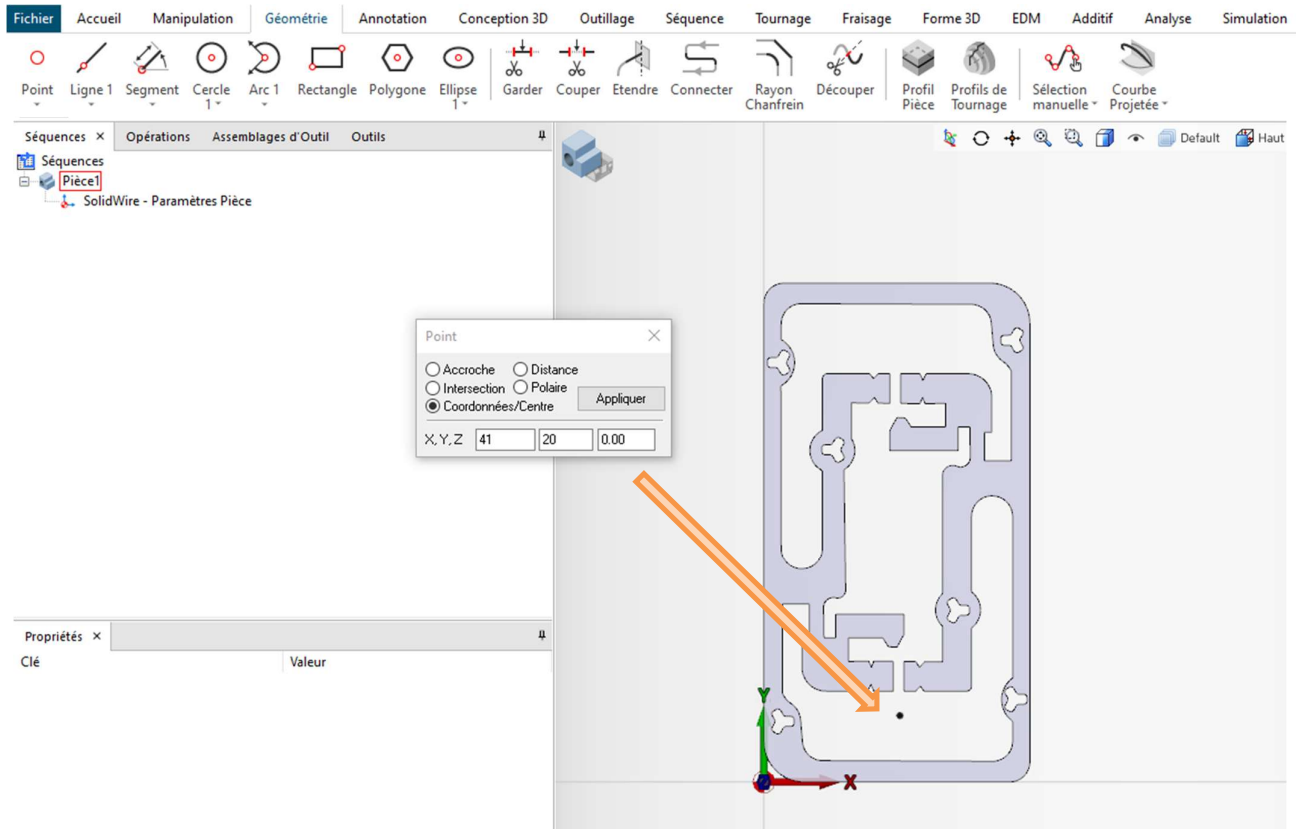 Fichier Accueil Manipulation Géométrie Annotation Conception 3D Outillage Séquence Tournage Fraisage Forme 3D EDM Additif Analyse Simulation
Point Ligne 1 Segment Cercle 1 Arc 1 Rectangle Polygone Ellipse 1 Garder Couper Etendre Connecter Rayon Chanfrein Découper Profil Pièce Profils de Tournage Sélection manuelle Courbe Projetée
Séquences × Opérations Assemblages d'Outil Outils
Default Haut
Séquences
Pièce1
SolidWire - Paramètres Pièce
Point
Accroche Distance
Intersection Polaire
Coordonnées/Centre Appliquer
X, Y, Z 41 20 0.00
Propriétés ×
Clé Valeur
Y
X